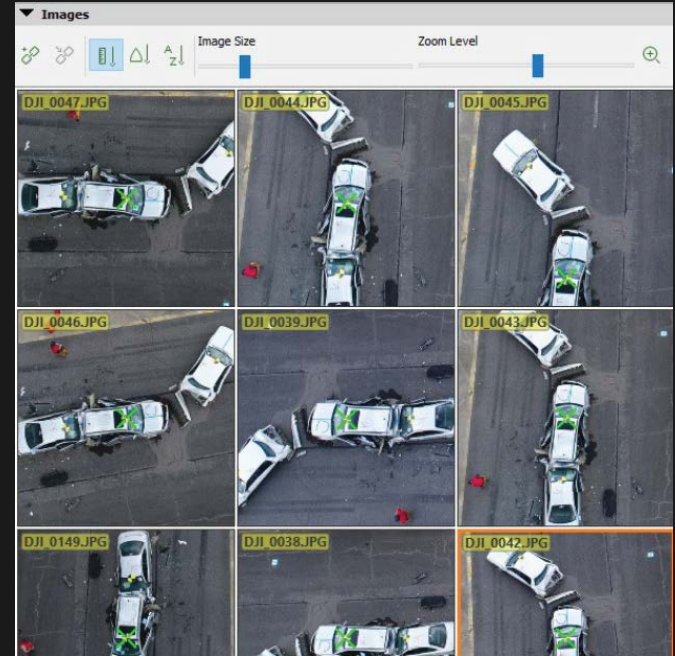 Images
Image Size
Zoom Level
DJI_0047.JPG
DJI_0044.JPG
DJI_0045.JPG
DJI_0046.JPG
DJI_0039.JPG
DJI_0043.JPG
DJI_0149.JPG
DJI_0038.JPG
DJI_0042.JPG